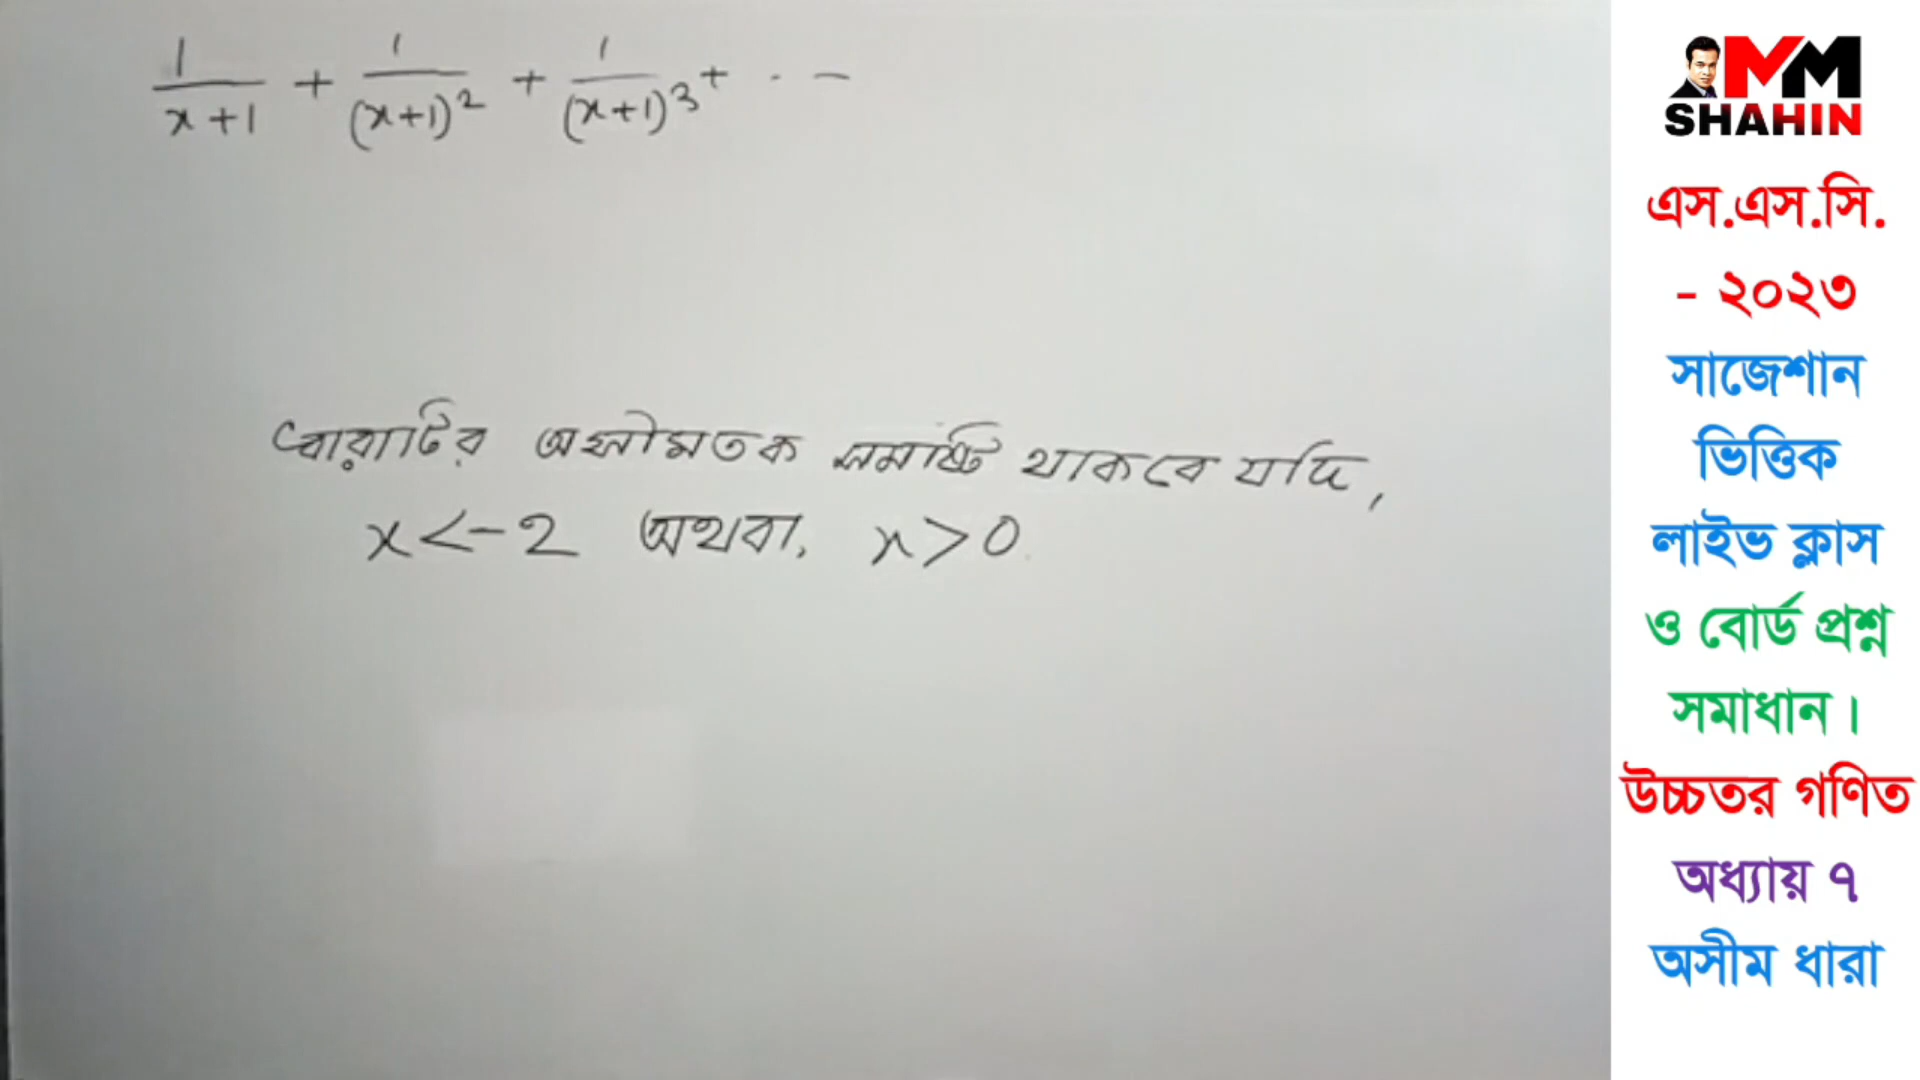 1/(x+1) + 1/(x+1)² + 1/(x+1)³ + · –
ধারাটির অসীমতক সমষ্টি থাকবে যদি,
x<-2 অথবা, x>0
MM
SHAHIN
এস.এস.সি.
- ২০২৩
সাজেশান
ভিত্তিক
লাইভ ক্লাস
ও বোর্ড প্রশ্ন
সমাধান।
উচ্চতর গণিত
অধ্যায় ৭
অসীম ধারা